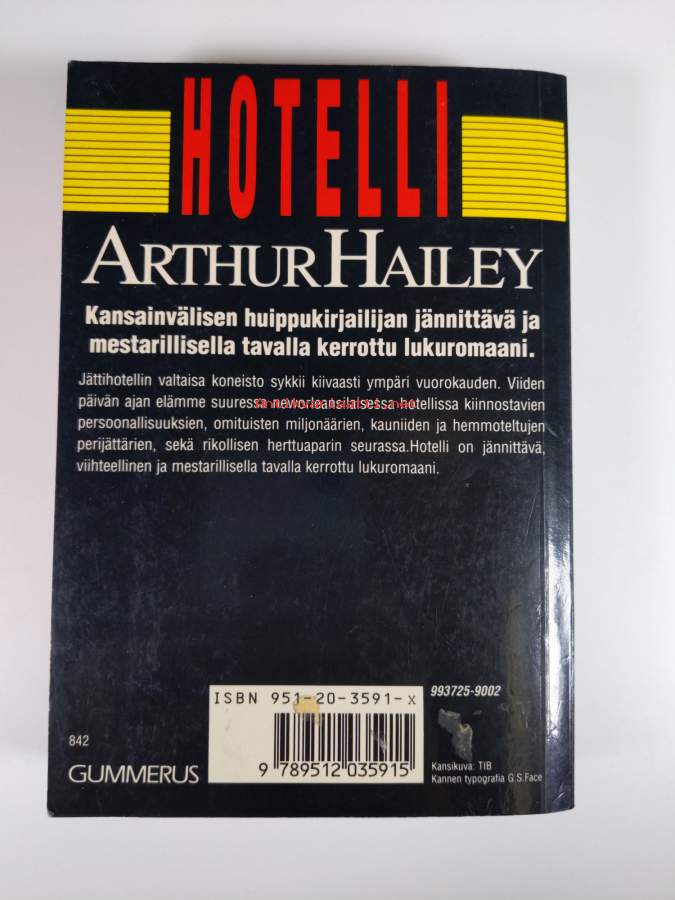 HOTELLI
ARTHUR HAILEY
Kansainvälisen huippukirjailijan jännittävä ja
mestarillisella tavalla kerrottu lukuromaani.
Jättihotellin valtaisa koneisto sykkii kiivaasti ympäri vuorokauden. Viiden
päivän ajan elämme suuressa neworleansilaisessa hotellissa kiinnostavien
persoonallisuuksien, omituisten miljonäärien, kauniiden ja hemmoteltujen
perijättärien, sekä rikollisen herttuaparin seurassa.Hotelli on jännittävä,
viihteellinen ja mestarillisella tavalla kerrottu lukuromaani.
ISBN 951-20-3591-X
993725-9002
9 789512 035915
842
GUMMERUS
Kansikuva: TIB
Kannen typografia G.S.Face